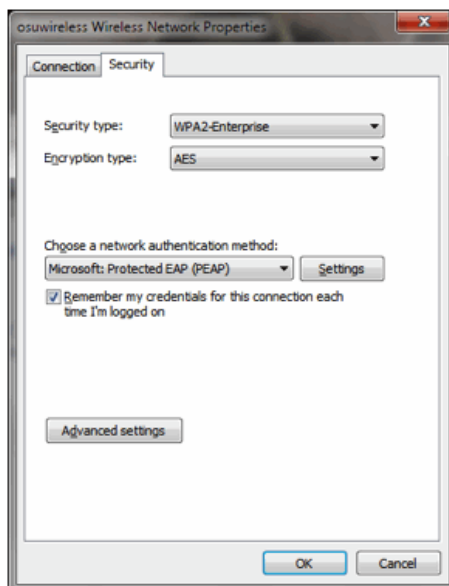 osuwireless Wireless Network Properties
Connection
Security
Security type:
WPA2-Enterprise
Encryption type:
AES
Choose a network authentication method:
Microsoft: Protected EAP (PEAP)
Settings
Remember my credentials for this connection each
time I'm logged on
Advanced settings
OK
Cancel